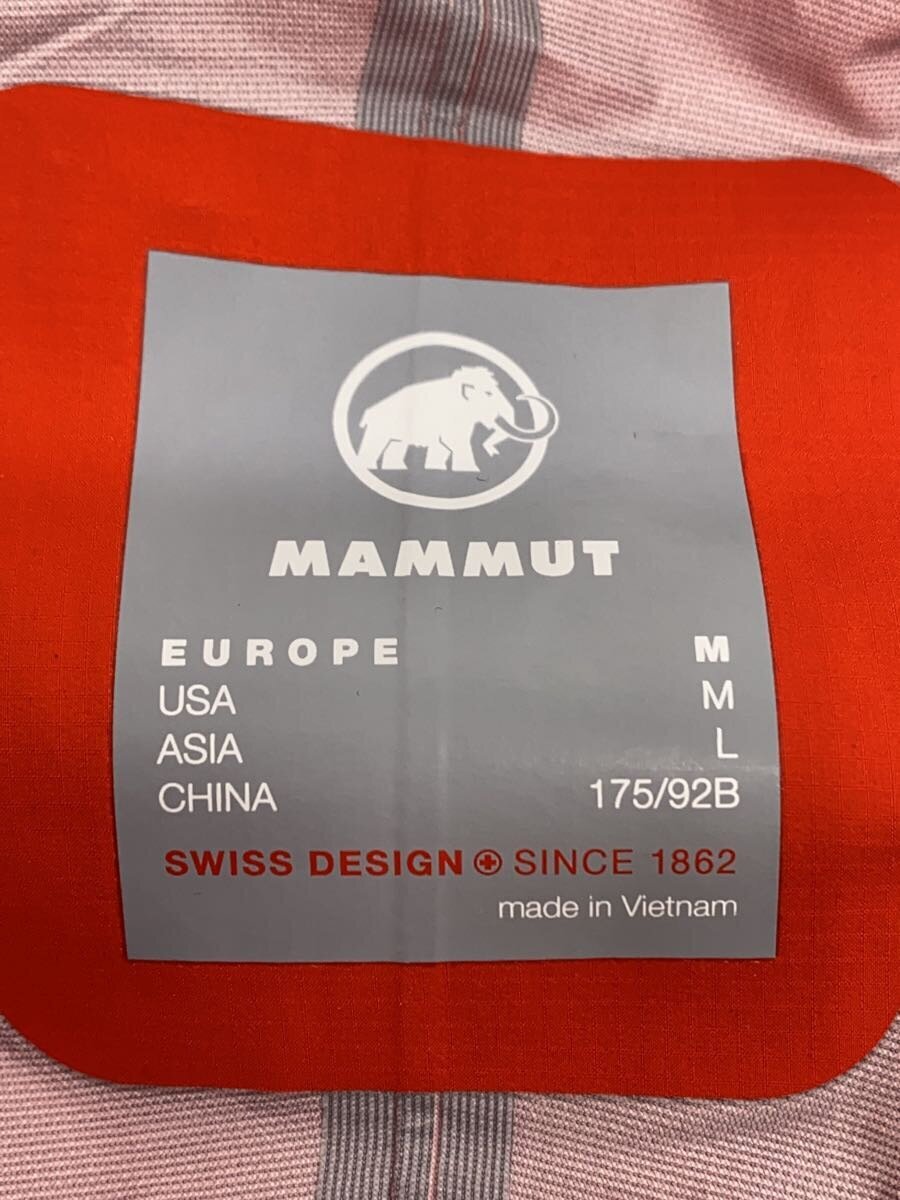 MAMMUT
EUROPE M
USA M
ASIA L
CHINA 175/92B
SWISS DESIGN SINCE 1862
made in Vietnam